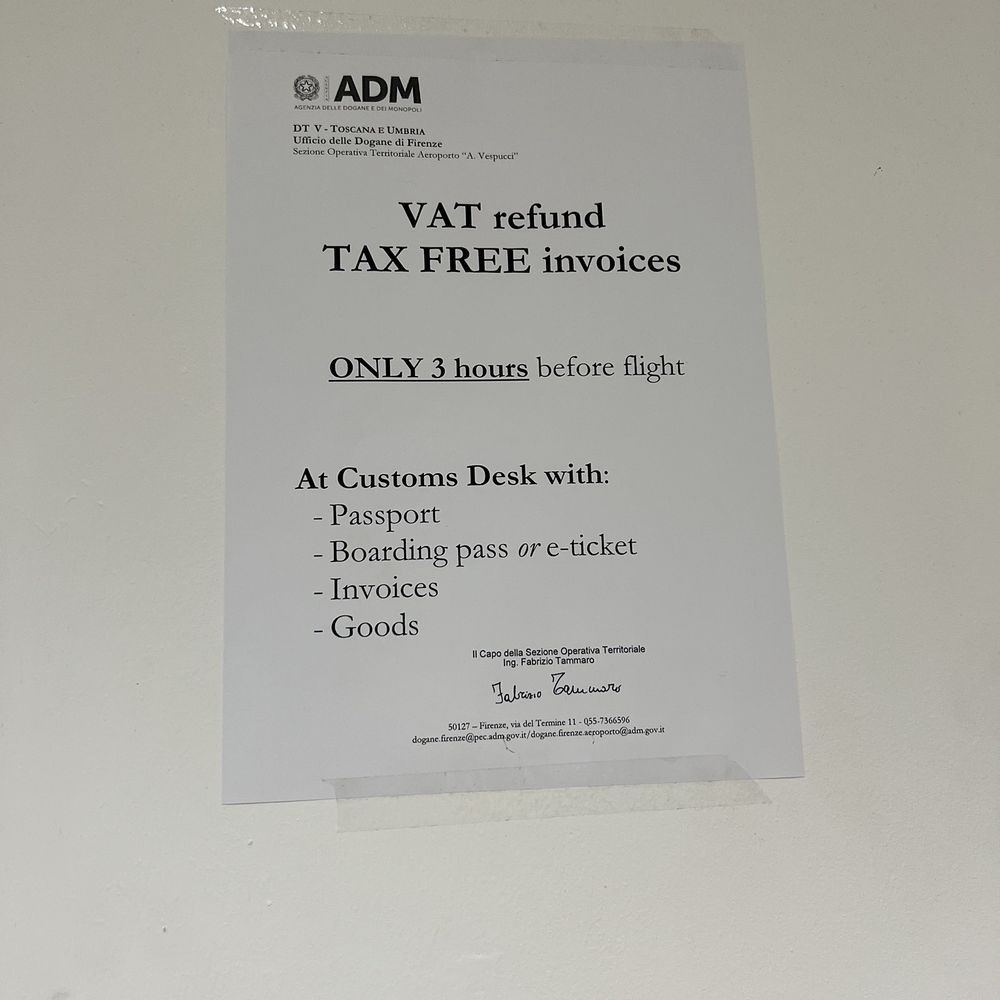 ADM
AGENZIA DELLE DOGANE E DEI MONOPOLI
DT V - TOSCANA E UMBRIA
Ufficio delle Dogane di Firenze
Sezione Operativa Territoriale Aeroporto “A. Vespucci”
VAT refund
TAX FREE invoices
ONLY 3 hours before flight
At Customs Desk with:
- Passport
- Boarding pass or e-ticket
- Invoices
- Goods
Il Capo della Sezione Operativa Territoriale
Ing. Fabrizio Tammaro
Fabrizio Tammaro
50127 – Firenze, via del Termine 11 - 055-7366596
dogane.firenze@pec.adm.gov.it/dogane.firenze.aeroporto@adm.gov.it